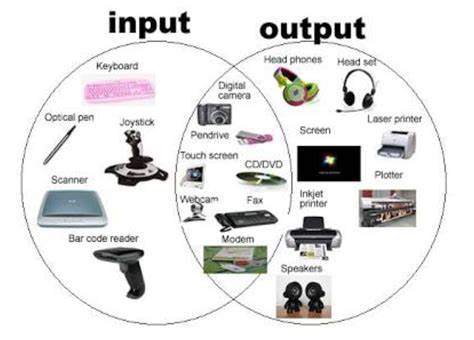 input
output
Keyboard
Optical pen
Joystick
Scanner
Bar code reader
Digital
camera
Pendrive
Touch screen
CD/DVD
Webcam
Fax
Modem
Head phones
Head set
Screen
Laser printer
Plotter
Inkjet
printer
Speakers